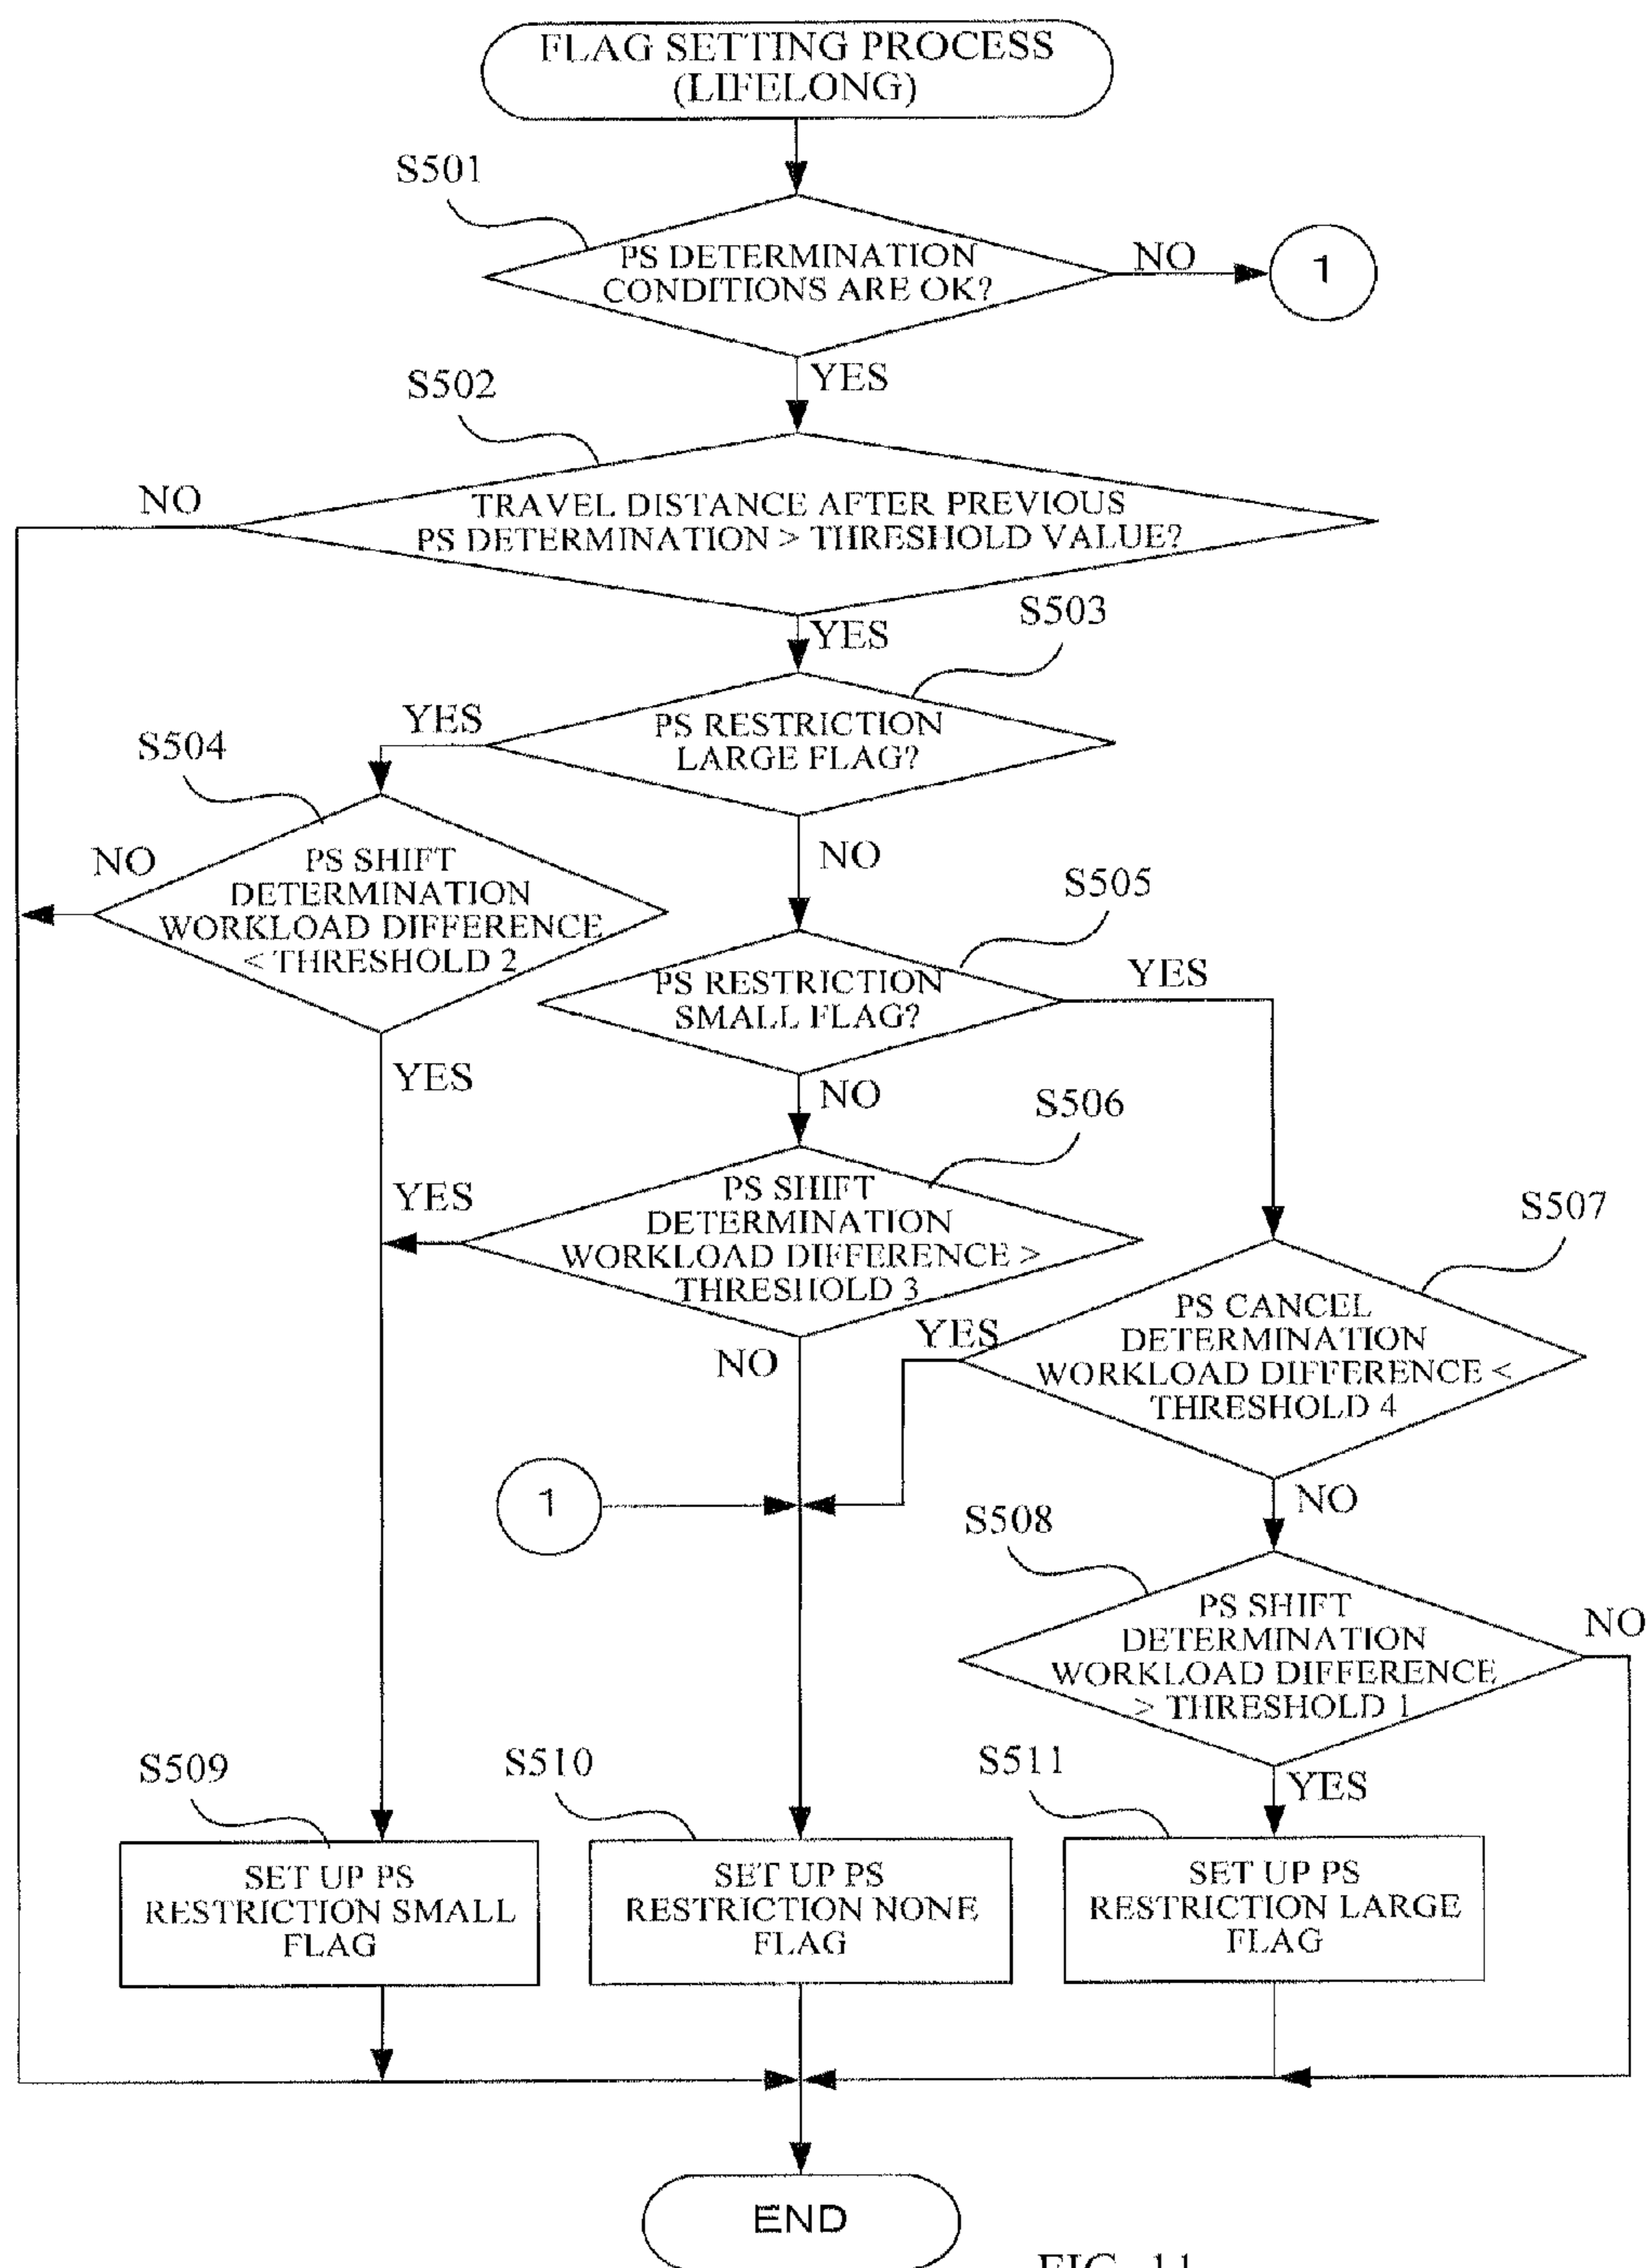 FLAG SETTING PROCESS
(LIFELONG)
S501
PS DETERMINATION
CONDITIONS ARE OK?
NO
1
YES
S502
NO
TRAVEL DISTANCE AFTER PREVIOUS
PS DETERMINATION > THRESHOLD VALUE?
YES
S503
YES
PS RESTRICTION
LARGE FLAG?
S504
NO
PS SHIFT
DETERMINATION
WORKLOAD DIFFERENCE
< THRESHOLD 2
NO
S505
PS RESTRICTION
SMALL FLAG?
YES
YES
NO
S506
YES
PS SHIFT
DETERMINATION
WORKLOAD DIFFERENCE >
THRESHOLD 3
S507
PS CANCEL
DETERMINATION
WORKLOAD DIFFERENCE <
THRESHOLD 4
YES
NO
1
NO
S508
PS SHIFT
DETERMINATION
WORKLOAD DIFFERENCE
> THRESHOLD 1
NO
YES
S509
SET UP PS
RESTRICTION SMALL
FLAG
S510
SET UP PS
RESTRICTION NONE
FLAG
S511
SET UP PS
RESTRICTION LARGE
FLAG
END
FIG. 11